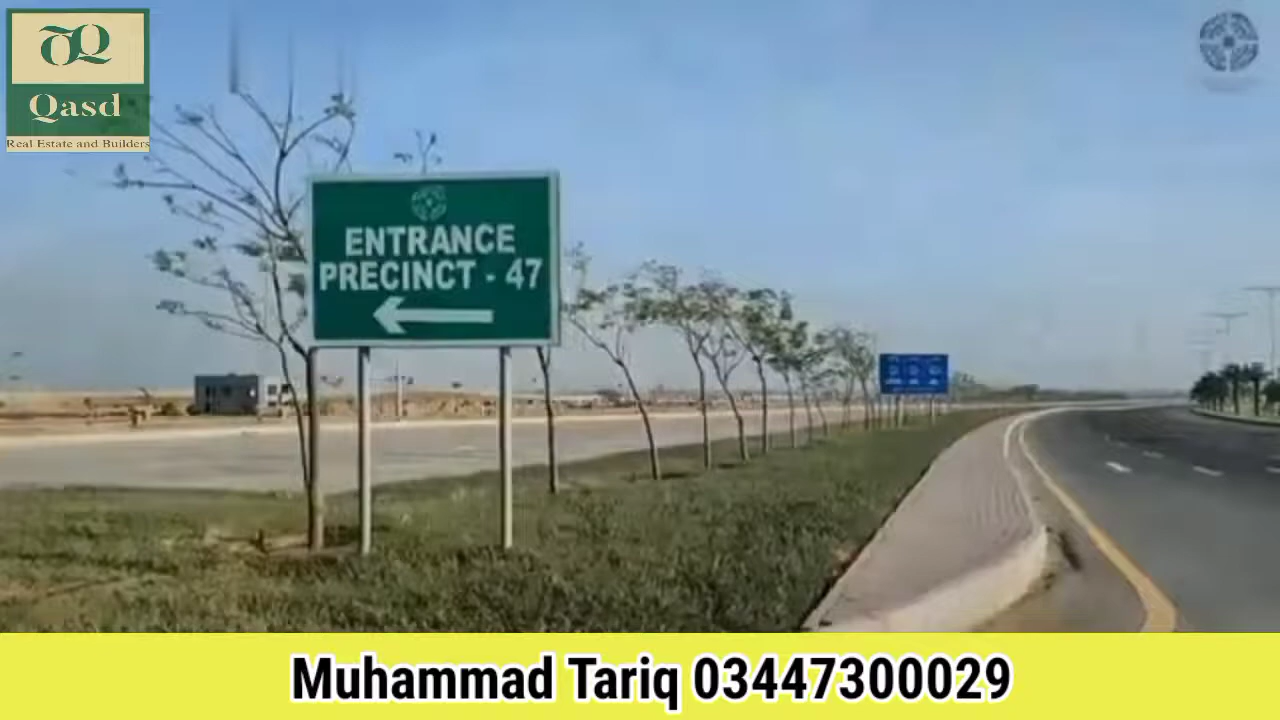 Qasd
Real Estate and Builders
ENTRANCE
PRECINCT - 47
Muhammad Tariq 03447300029